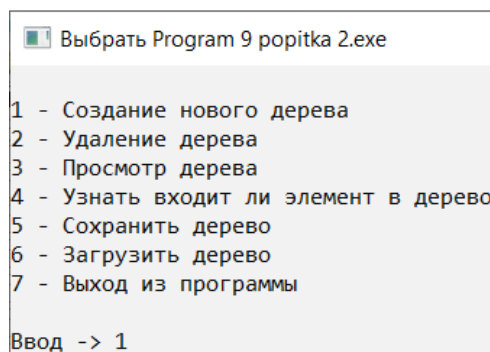 Выбрать Program 9 popitka 2.exe
1 - Создание нового дерева
2 - Удаление дерева
3 - Просмотр дерева
4 - Узнать входит ли элемент в дерево
5 - Сохранить дерево
6 - Загрузить дерево
7 - Выход из программы
Ввод -> 1